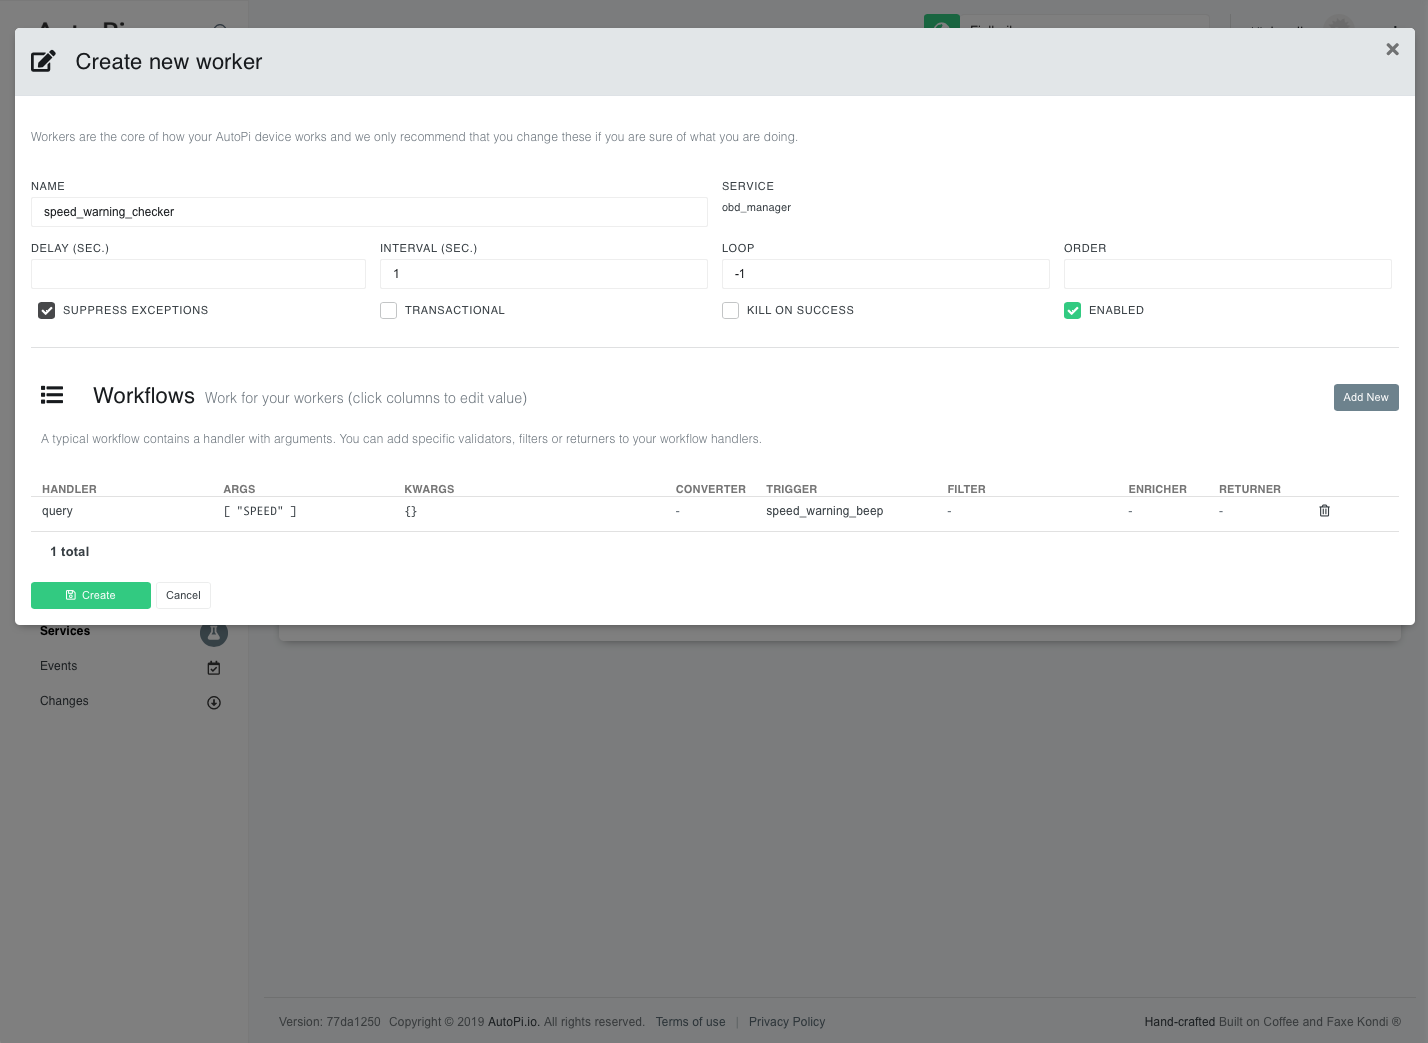 Create new worker
Workers are the core of how your AutoPi device works and we only recommend that you change these if you are sure of what you are doing.
NAME
SERVICE
speed_warning_checker
obd_manager
DELAY (SEC.)
INTERVAL (SEC.)
LOOP
ORDER
1
-1
SUPPRESS EXCEPTIONS
TRANSACTIONAL
KILL ON SUCCESS
ENABLED
Workflows Work for your workers (click columns to edit value)
Add New
A typical workflow contains a handler with arguments. You can add specific validators, filters or returners to your workflow handlers.
HANDLER ARGS KWARGS CONVERTER TRIGGER FILTER ENRICHER RETURNER
query [ "SPEED" ] {} - speed_warning_beep - - -
1 total
Create
Cancel
Services
Events
Changes
Version: 77da1250 Copyright © 2019 AutoPi.io. All rights reserved. Terms of use | Privacy Policy
Hand-crafted Built on Coffee and Faxe Kondi ®